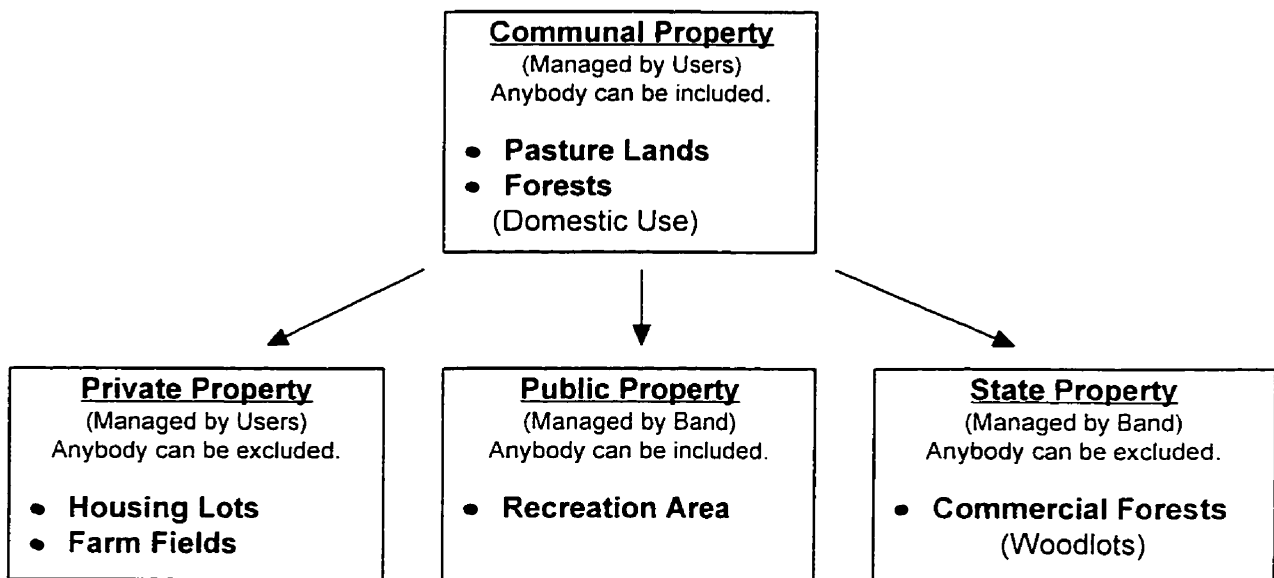 Communal Property
(Managed by Users)
Anybody can be included.
• Pasture Lands
• Forests
(Domestic Use)
Private Property
(Managed by Users)
Anybody can be excluded.
• Housing Lots
• Farm Fields
Public Property
(Managed by Band)
Anybody can be included.
• Recreation Area
State Property
(Managed by Band)
Anybody can be excluded.
• Commercial Forests
(Woodlots)